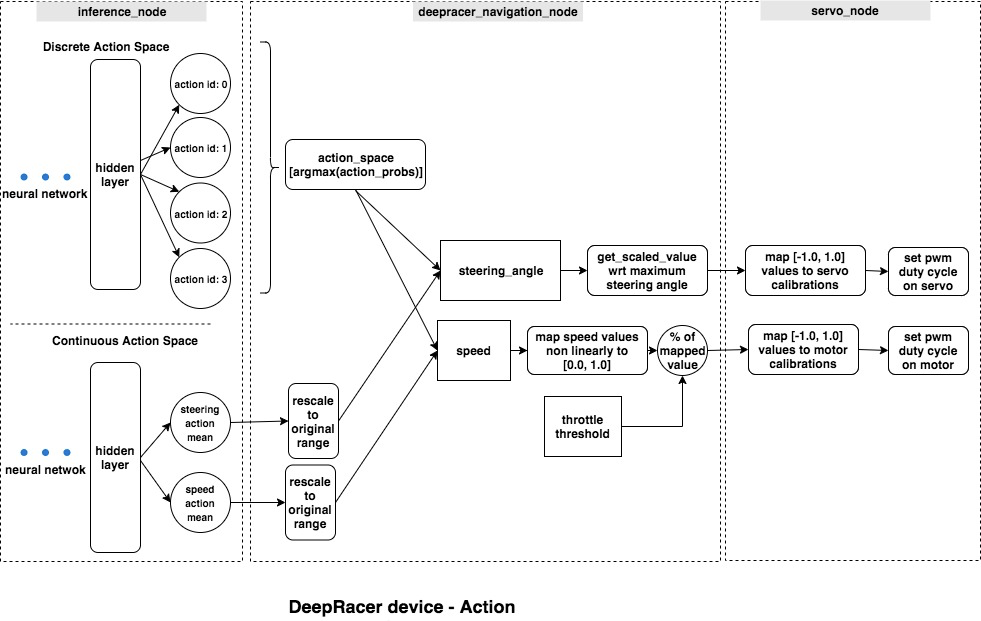 inference_node
deepracer_navigation_node
servo_node
Discrete Action Space
action id: 0
action id: 1
action id: 2
action id: 3
hidden
layer
neural network
action_space
[argmax(action_probs)]
steering_angle
get_scaled_value
wrt maximum
steering angle
map [-1.0, 1.0]
values to servo
calibrations
set pwm
duty cycle
on servo
speed
map speed values
non linearly to
[0.0, 1.0]
% of
mapped
value
map [-1.0, 1.0]
values to motor
calibrations
set pwm
duty cycle
on motor
throttle
threshold
Continuous Action Space
hidden
layer
neural netwok
steering
action
mean
speed
action
mean
rescale
to
original
range
rescale
to
original
range
DeepRacer device - Action